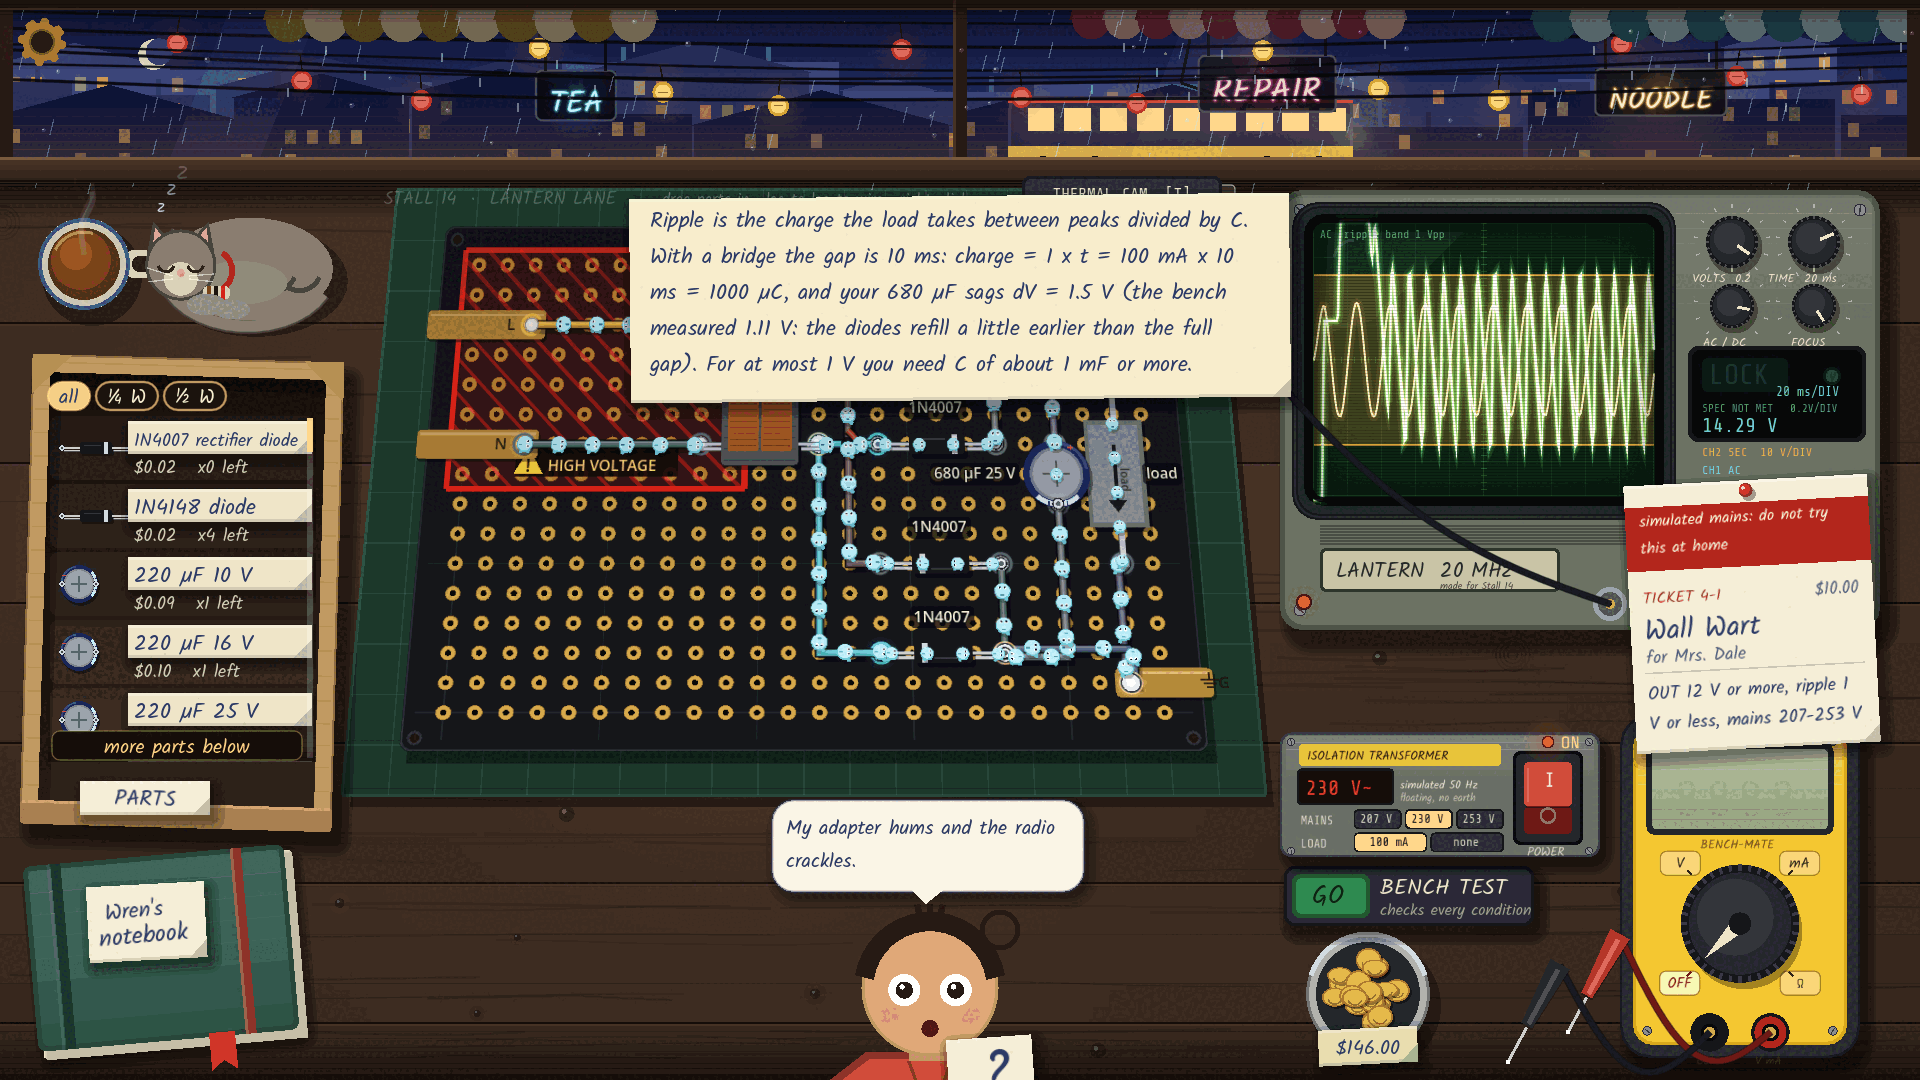 TEA
REPAIR
NOODLE
z
z
z
STALL 14 · LANTERN LANE
THERMAL CAM [T]
Ripple is the charge the load takes between peaks divided by C.
With a bridge the gap is 10 ms: charge = I x t = 100 mA x 10
ms = 1000 µC, and your 680 µF sags dV = 1.5 V (the bench
measured 1.11 V: the diodes refill a little earlier than the full
gap). For at most 1 V you need C of about 1 mF or more.
L
N
HIGH VOLTAGE
1N4007
680 µF 25 V
load
load
1N4007
1N4007
G
AC ripple band 1 Vpp
VOLTS 0.2 TIME 20 ms
AC / DC FOCUS
LOCK
20 ms/DIV
SPEC NOT MET 0.2V/DIV
14.29 V
CH2 SEC 10 V/DIV
CH1 AC
LANTERN 20 MHz
made for Stall 14
simulated mains: do not try
this at home
TICKET 4-1 $10.00
Wall Wart
for Mrs. Dale
OUT 12 V or more, ripple 1
V or less, mains 207-253 V
all ¼ W ½ W
1N4007 rectifier diode
$0.02 x0 left
1N4148 diode
$0.02 x4 left
220 µF 10 V
$0.09 x1 left
220 µF 16 V
$0.10 x1 left
220 µF 25 V
more parts below
PARTS
Wren's
notebook
My adapter hums and the radio
crackles.
?
ISOLATION TRANSFORMER
ON
230 V~
simulated 50 Hz
floating, no earth
MAINS 207 V 230 V 253 V
LOAD 100 mA none
I
POWER
GO
BENCH TEST
checks every condition
$146.00
BENCH-MATE
V mA
OFF Ω